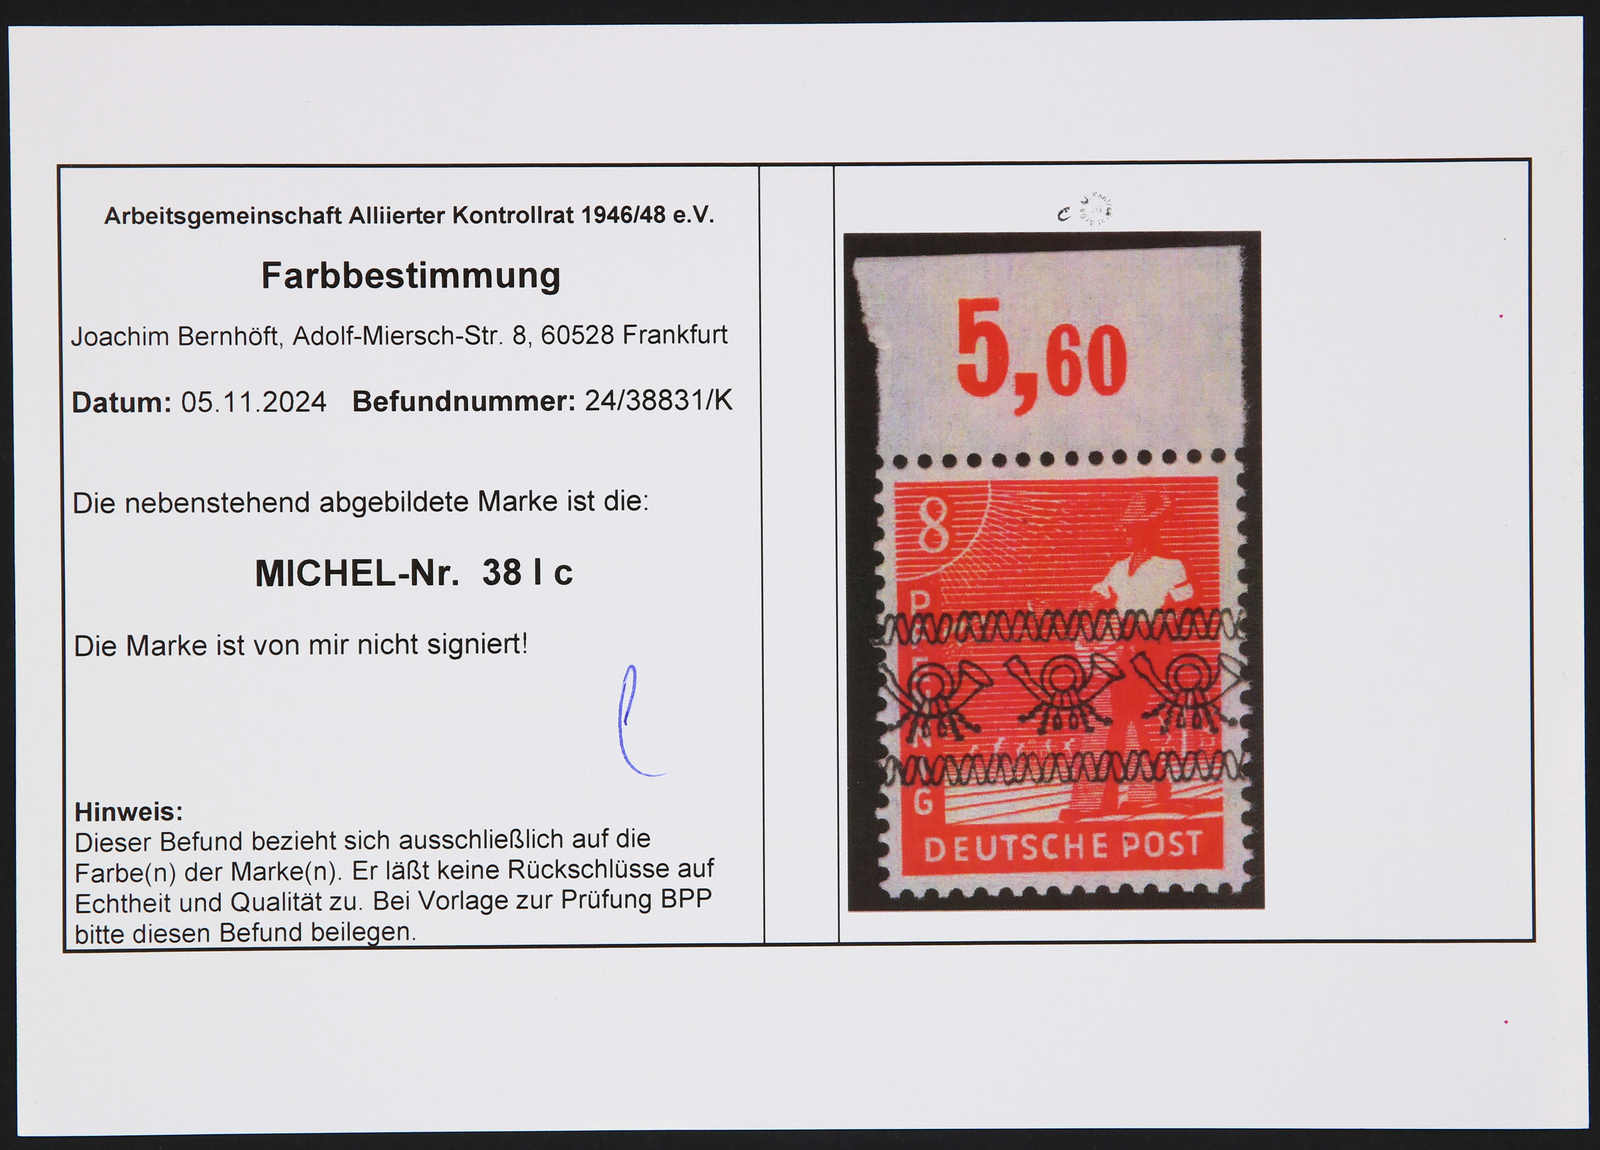 Arbeitsgemeinschaft Alliierter Kontrollrat 1946/48 e.V.
Farbbestimmung
Joachim Bernhöft, Adolf-Miersch-Str. 8, 60528 Frankfurt
Datum: 05.11.2024 Befundnummer: 24/38831/K
Die nebenstehend abgebildete Marke ist die:
MICHEL-Nr. 38 I c
Die Marke ist von mir nicht signiert!
Hinweis:
Dieser Befund bezieht sich ausschließlich auf die
Farbe(n) der Marke(n). Er läßt keine Rückschlüsse auf
Echtheit und Qualität zu. Bei Vorlage zur Prüfung BPP
bitte diesen Befund beilegen.
c
5,60
8
PFENNIG
DEUTSCHE POST